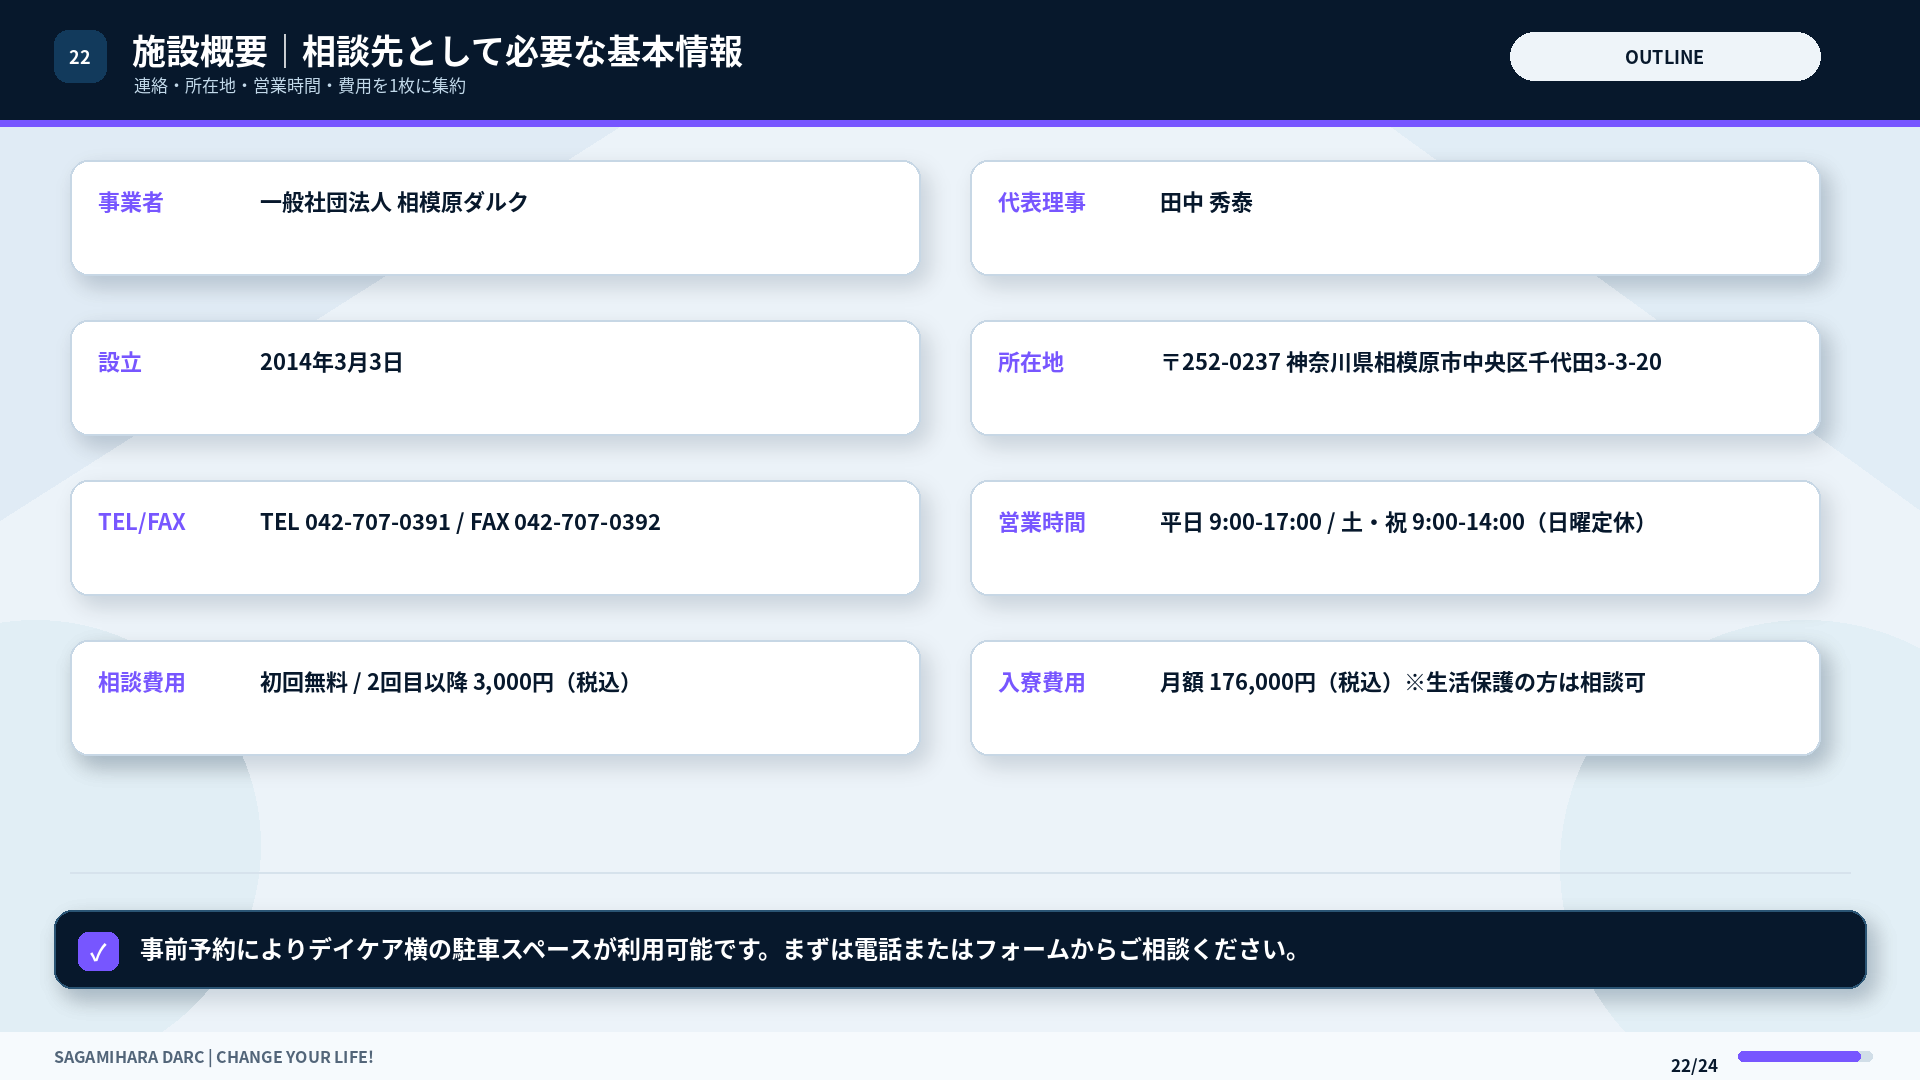 22
施設概要｜相談先として必要な基本情報
連絡・所在地・営業時間・費用を1枚に集約
OUTLINE
事業者 一般社団法人 相模原ダルク
代表理事 田中 秀泰
設立 2014年3月3日
所在地 〒252-0237 神奈川県相模原市中央区千代田3-3-20
TEL/FAX TEL 042-707-0391 / FAX 042-707-0392
営業時間 平日 9:00-17:00 / 土・祝 9:00-14:00（日曜定休）
相談費用 初回無料 / 2回目以降 3,000円（税込）
入寮費用 月額 176,000円（税込）※生活保護の方は相談可
✓ 事前予約によりデイケア横の駐車スペースが利用可能です。まずは電話またはフォームからご相談ください。
SAGAMIHARA DARC | CHANGE YOUR LIFE!
22/24